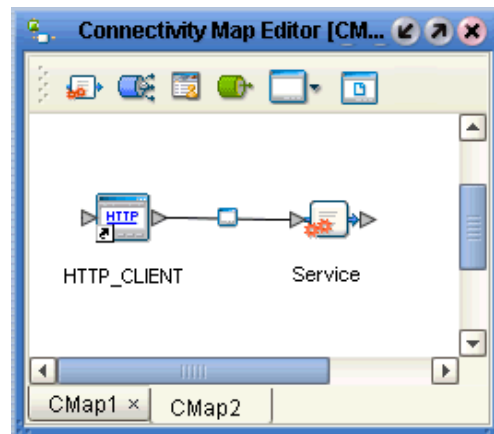 Connectivity Map Editor [CM...
HTTP
HTTP_CLIENT
Service
CMap1 ×
CMap2